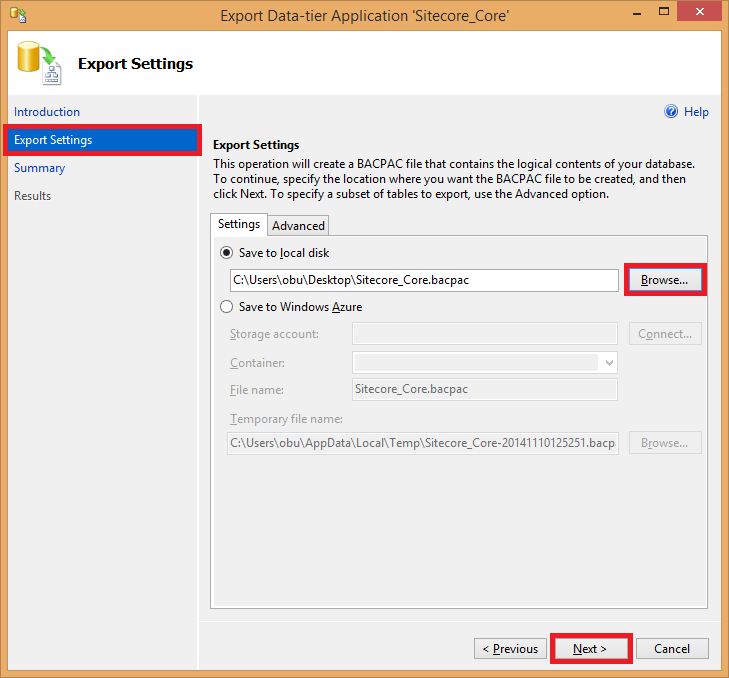 Export Data-tier Application 'Sitecore_Core'
Export Settings
Introduction
Export Settings
Summary
Results
Help
Export Settings
This operation will create a BACPAC file that contains the logical contents of your database.
To continue, specify the location where you want the BACPAC file to be created, and then
click Next. To specify a subset of tables to export, use the Advanced option.
Settings Advanced
Save to local disk
C:\Users\obu\Desktop\Sitecore_Core.bacpac Browse...
Save to Windows Azure
Storage account: Connect...
Container:
File name: Sitecore_Core.bacpac
Temporary file name:
C:\Users\obu\AppData\Local\Temp\Sitecore_Core-20141110125251.bacp Browse...
< Previous Next > Cancel